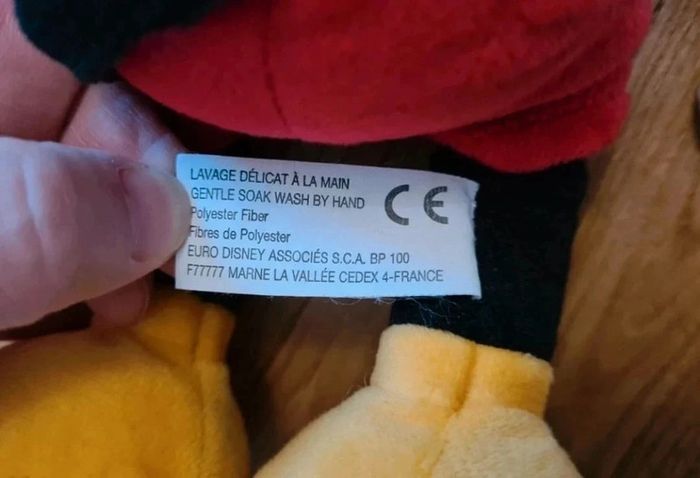 LAVAGE DÉLICAT À LA MAIN
GENTLE SOAK WASH BY HAND
Polyester Fiber
Fibres de Polyester
EURO DISNEY ASSOCIÉS S.C.A. BP 100
F77777 MARNE LA VALLÉE CEDEX 4-FRANCE
CE